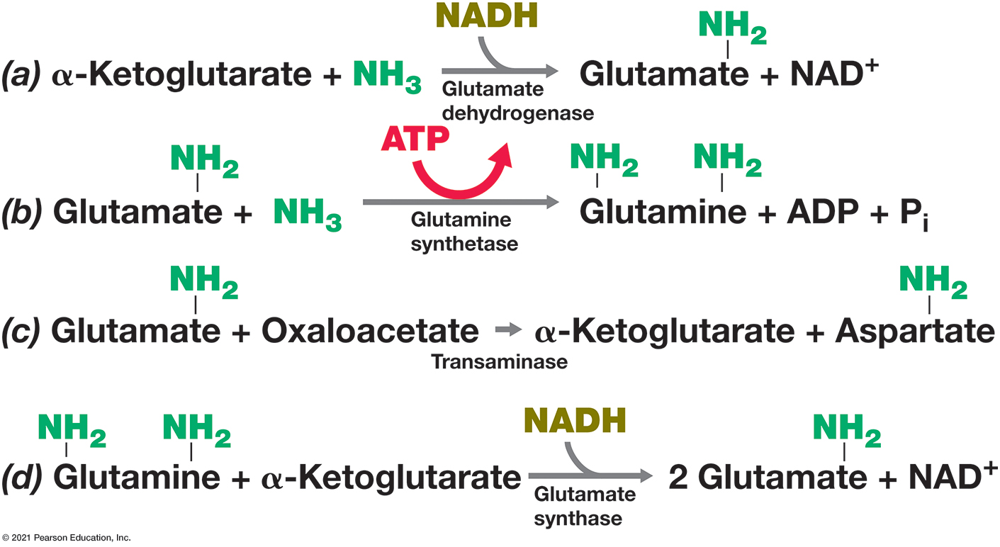 NADH
NH₂
(a) α-Ketoglutarate + NH₃ Glutamate + NAD⁺
Glutamate
dehydrogenase
ATP
NH₂ NH₂ NH₂
(b) Glutamate + NH₃ Glutamine + ADP + Pᵢ
Glutamine
synthetase
NH₂ NH₂
(c) Glutamate + Oxaloacetate → α-Ketoglutarate + Aspartate
Transaminase
NH₂ NH₂ NADH NH₂
(d) Glutamine + α-Ketoglutarate 2 Glutamate + NAD⁺
Glutamate
synthase
© 2021 Pearson Education, Inc.